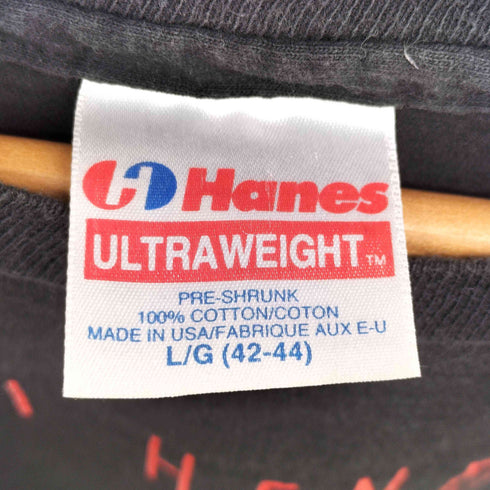 Hanes
ULTRAWEIGHT™
PRE-SHRUNK
100% COTTON/COTON
MADE IN USA/FABRIQUE AUX E-U
L/G (42-44)